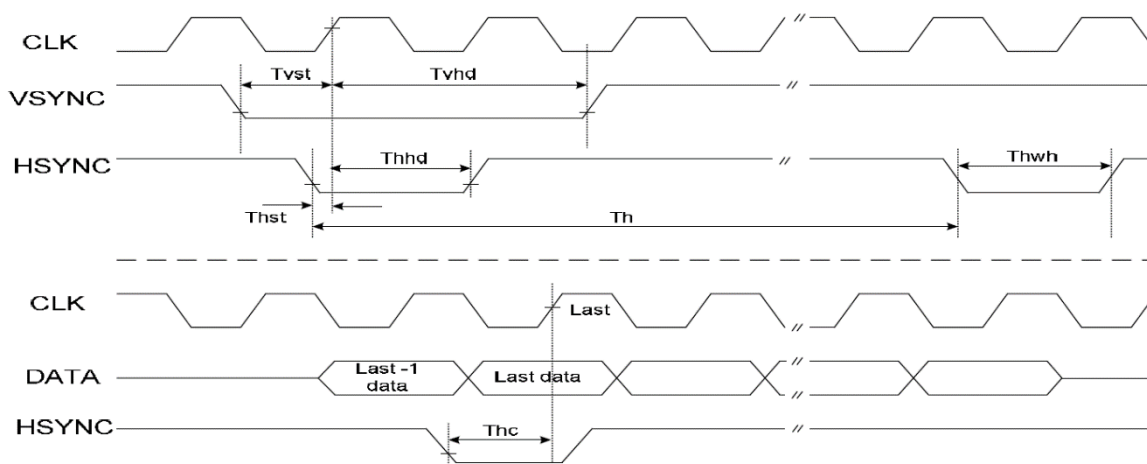 CLK
Tvst Tvhd
VSYNC
HSYNC Thhd Thwh
Thst Th
CLK Last
DATA Last -1 data Last data
HSYNC Thc